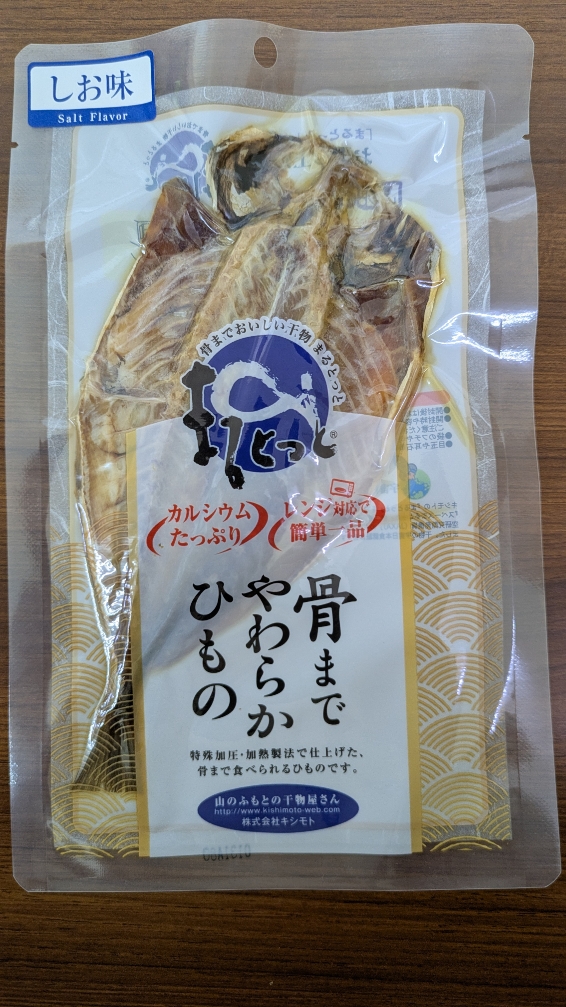 しお味
Salt Flavor
骨までおいしい干物 まるとっと
まるとっと®
カルシウム
たっぷり
レンジ対応で
簡単一品
骨まで
やわらか
ひもの
特殊加圧・加熱製法で仕上げた、
骨まで食べられるひものです。
山のふもとの干物屋さん
http://www.kishimoto-web.com
株式会社キシモト